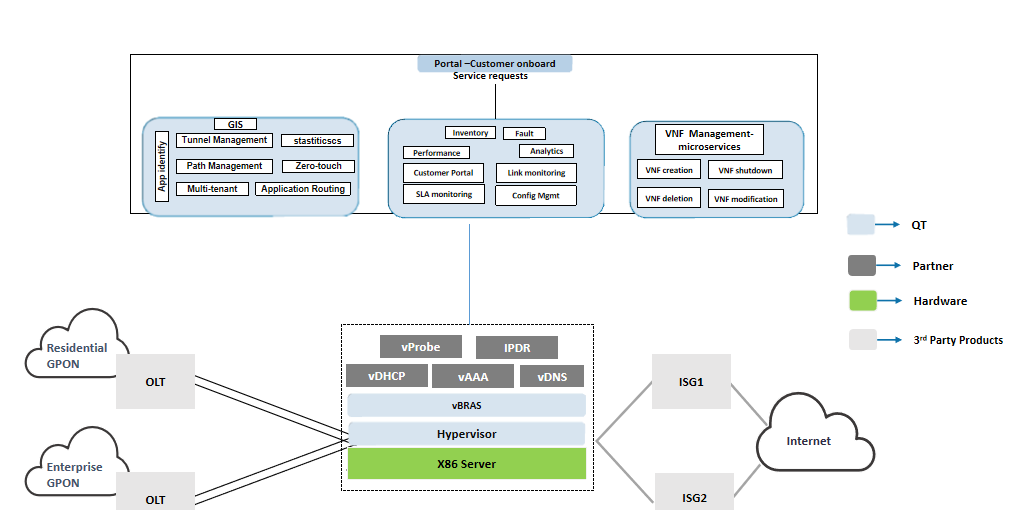 Portal –Customer onboard
Service requests
GIS
App identify
Tunnel Management
stastiticscs
Path Management
Zero-touch
Multi-tenant
Application Routing
Inventory
Fault
Performance
Analytics
Customer Portal
Link monitoring
SLA monitoring
Config Mgmt
VNF Management-
microservices
VNF creation
VNF shutdown
VNF deletion
VNF modification
QT
Partner
Hardware
3rd Party Products
Residential
GPON
OLT
Enterprise
GPON
OLT
vProbe
IPDR
vDHCP
vAAA
vDNS
vBRAS
Hypervisor
X86 Server
ISG1
ISG2
Internet